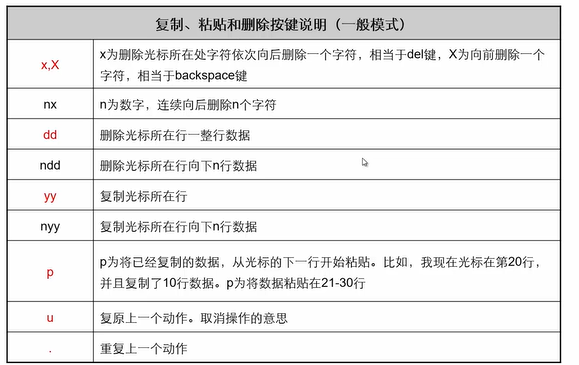 复制、粘贴和删除按键说明（一般模式）
x,X
x为删除光标所在处字符依次向后删除一个字符，相当于del键，X为向前删除一个
字符，相当于backspace键
nx
n为数字，连续向后删除n个字符
dd
删除光标所在行一整行数据
ndd
删除光标所在行向下n行数据
yy
复制光标所在行
nyy
复制光标所在行向下n行数据
p
p为将已经复制的数据，从光标的下一行开始粘贴。比如，我现在光标在第20行，
并且复制了10行数据。p为将数据粘贴在21-30行
u
复原上一个动作。取消操作的意思
.
重复上一个动作